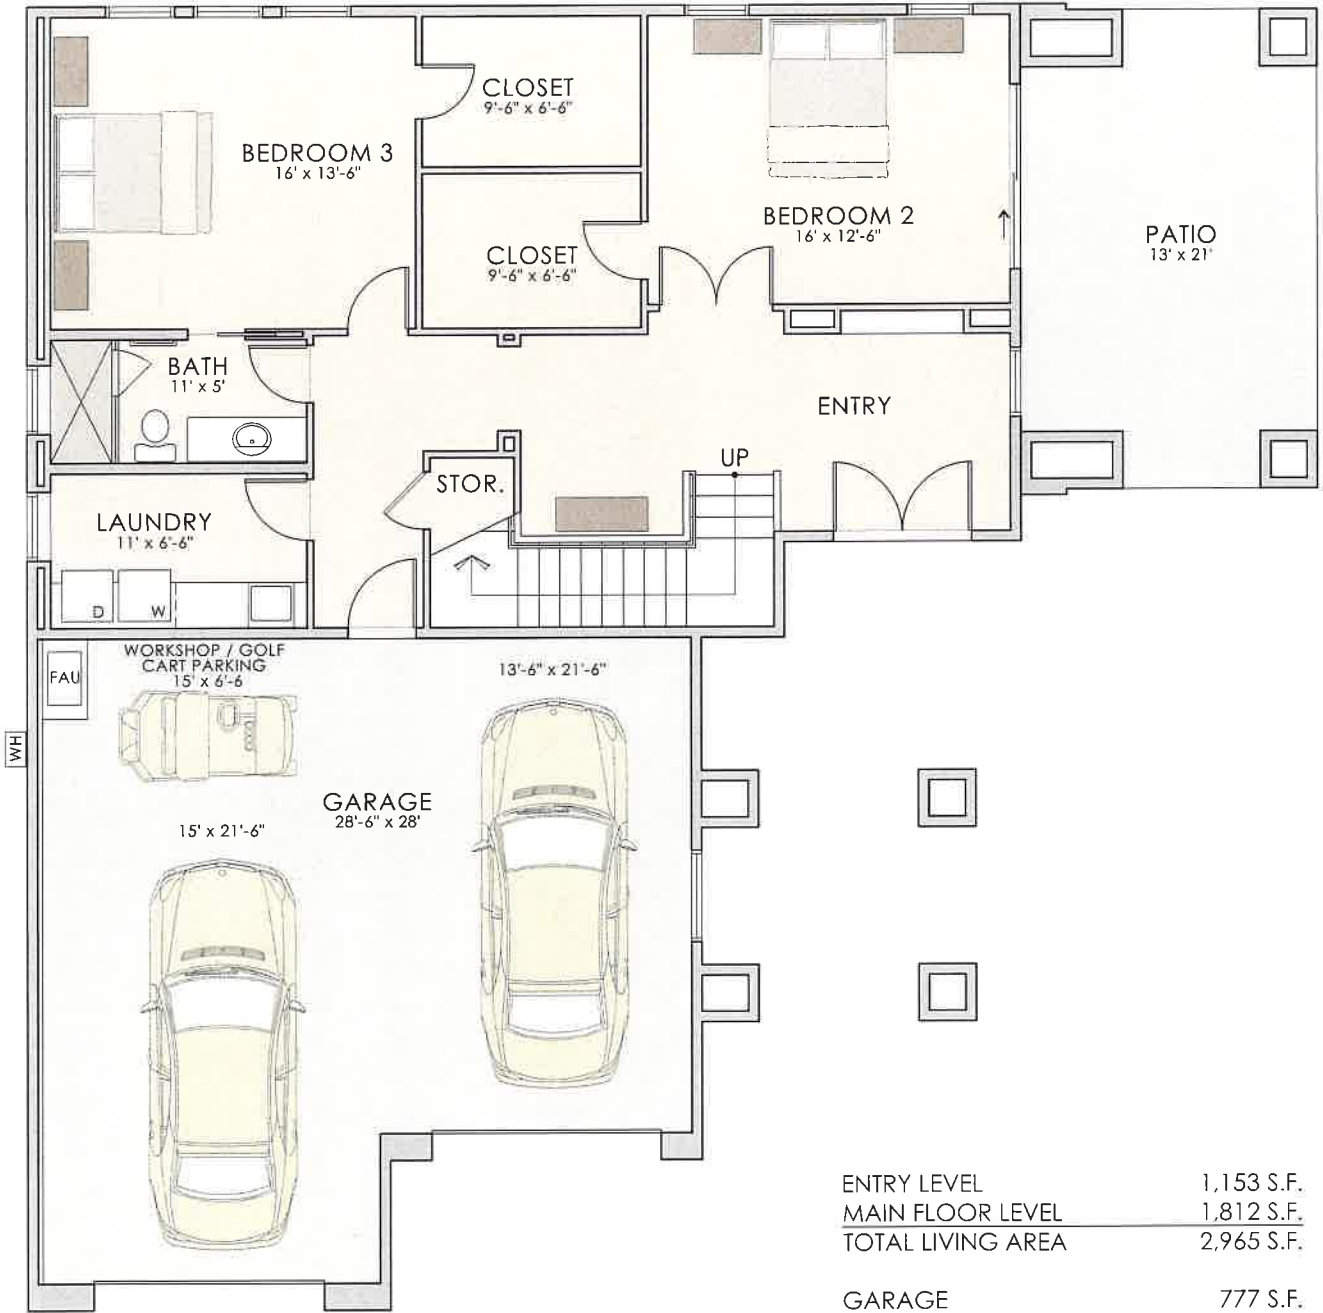 CLOSET
9'-6" x 6'-6"
BEDROOM 3
16' x 13'-6"
BEDROOM 2
16' x 12'-6"
PATIO
13' x 21'
CLOSET
9'-6" x 6'-6"
BATH
11' x 5'
ENTRY
UP
STOR.
LAUNDRY
11' x 6'-6"
D
W
WORKSHOP / GOLF
CART PARKING
15' x 6'-6
13'-6" x 21'-6"
FAU
WH
GARAGE
28'-6" x 28'
15' x 21'-6"
ENTRY LEVEL 1,153 S.F.
MAIN FLOOR LEVEL 1,812 S.F.
TOTAL LIVING AREA 2,965 S.F.
GARAGE 777 S.F.